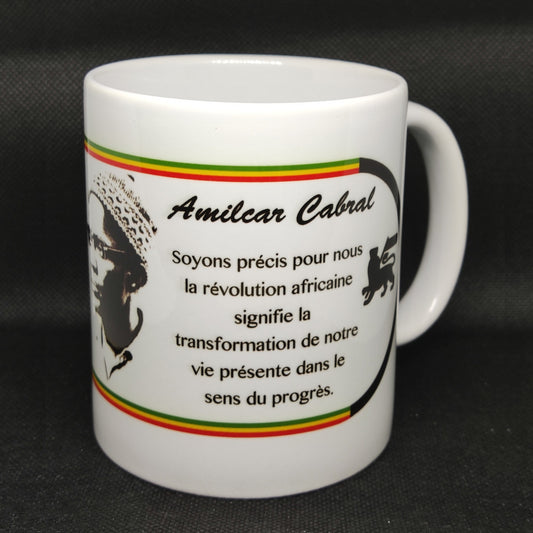 Amilcar Cabral
Soyons précis pour nous
la révolution africaine
signifie la
transformation de notre
vie présente dans le
sens du progrès.